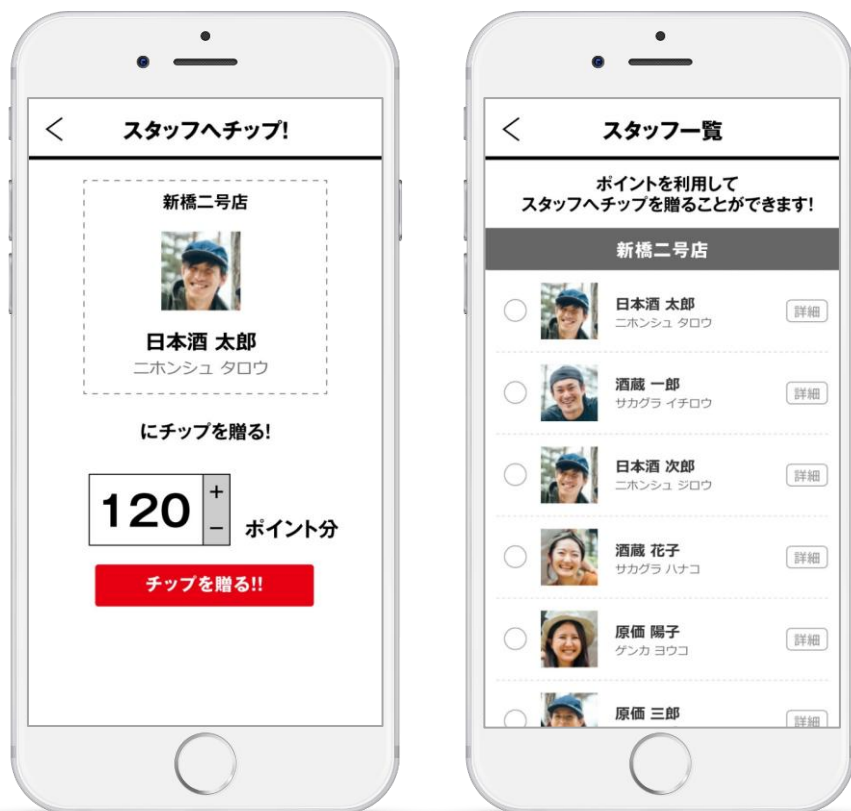 スタッフへチップ!
新橋二号店
日本酒 太郎
ニホンシュ タロウ
にチップを贈る!
120
+
−
ポイント分
チップを贈る!!
スタッフ一覧
ポイントを利用して
スタッフへチップを贈ることができます!
新橋二号店
日本酒 太郎
ニホンシュ タロウ
詳細
酒蔵 一郎
サカグラ イチロウ
詳細
日本酒 次郎
ニホンシュ ジロウ
詳細
酒蔵 花子
サカグラ ハナコ
詳細
原価 陽子
ゲンカ ヨウコ
詳細
原価 三郎
詳細